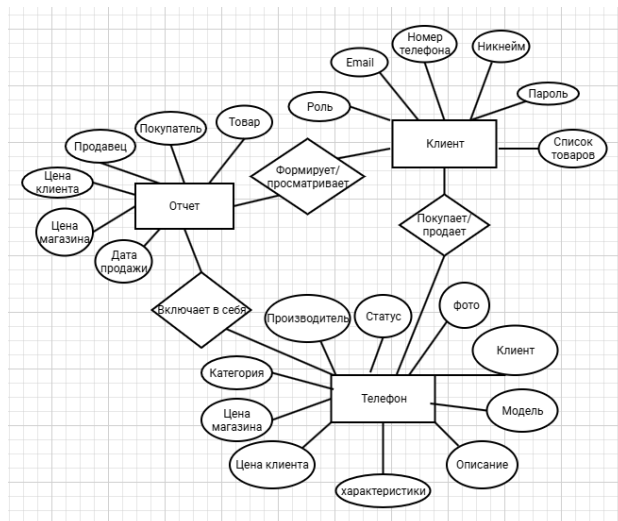 Номер
телефона
Никнейм
Email
Пароль
Роль
Товар
Покупатель
Продавец
Клиент
Список
товаров
Формирует/
просматривает
Цена
клиента
Отчет
Цена
магазина
Покупает/
продает
Дата
продажи
Включает в себя
Производитель
Статус
фото
Клиент
Категория
Телефон
Модель
Цена
магазина
Цена клиента
Описание
характеристики